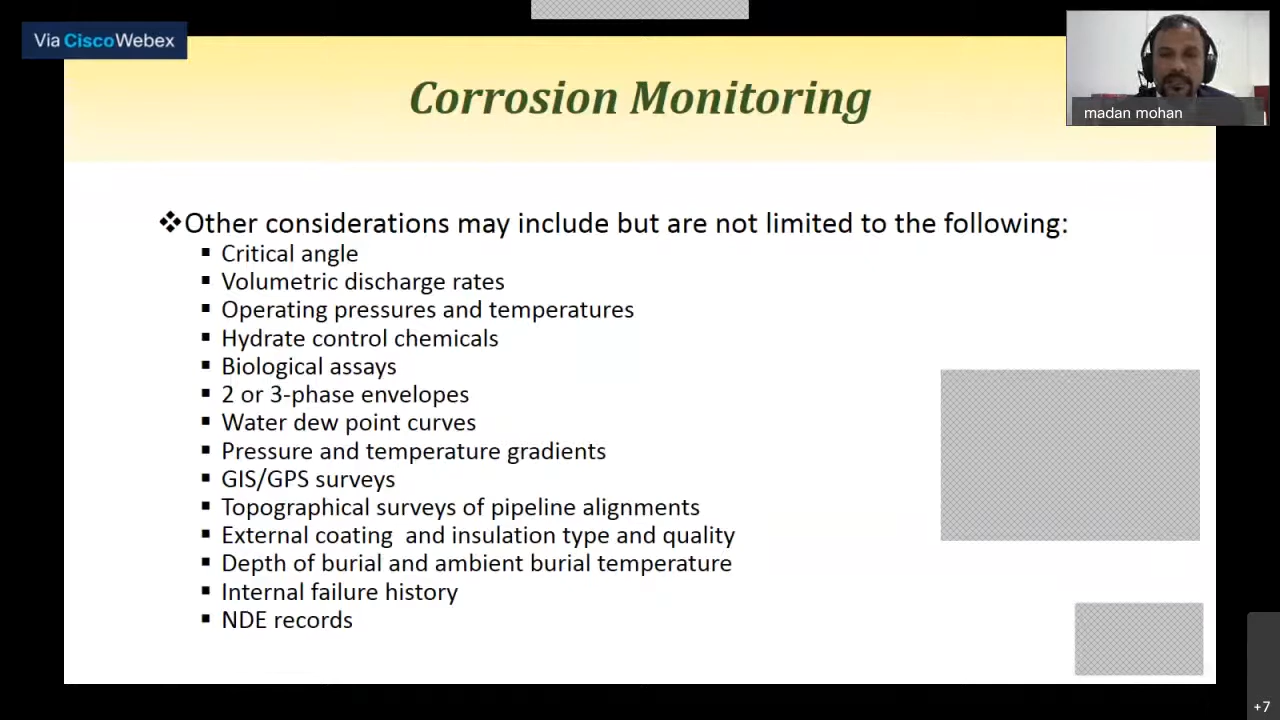 Via CiscoWebex
madan mohan
Corrosion Monitoring
❖Other considerations may include but are not limited to the following:
▪ Critical angle
▪ Volumetric discharge rates
▪ Operating pressures and temperatures
▪ Hydrate control chemicals
▪ Biological assays
▪ 2 or 3-phase envelopes
▪ Water dew point curves
▪ Pressure and temperature gradients
▪ GIS/GPS surveys
▪ Topographical surveys of pipeline alignments
▪ External coating  and insulation type and quality
▪ Depth of burial and ambient burial temperature
▪ Internal failure history
▪ NDE records
+7